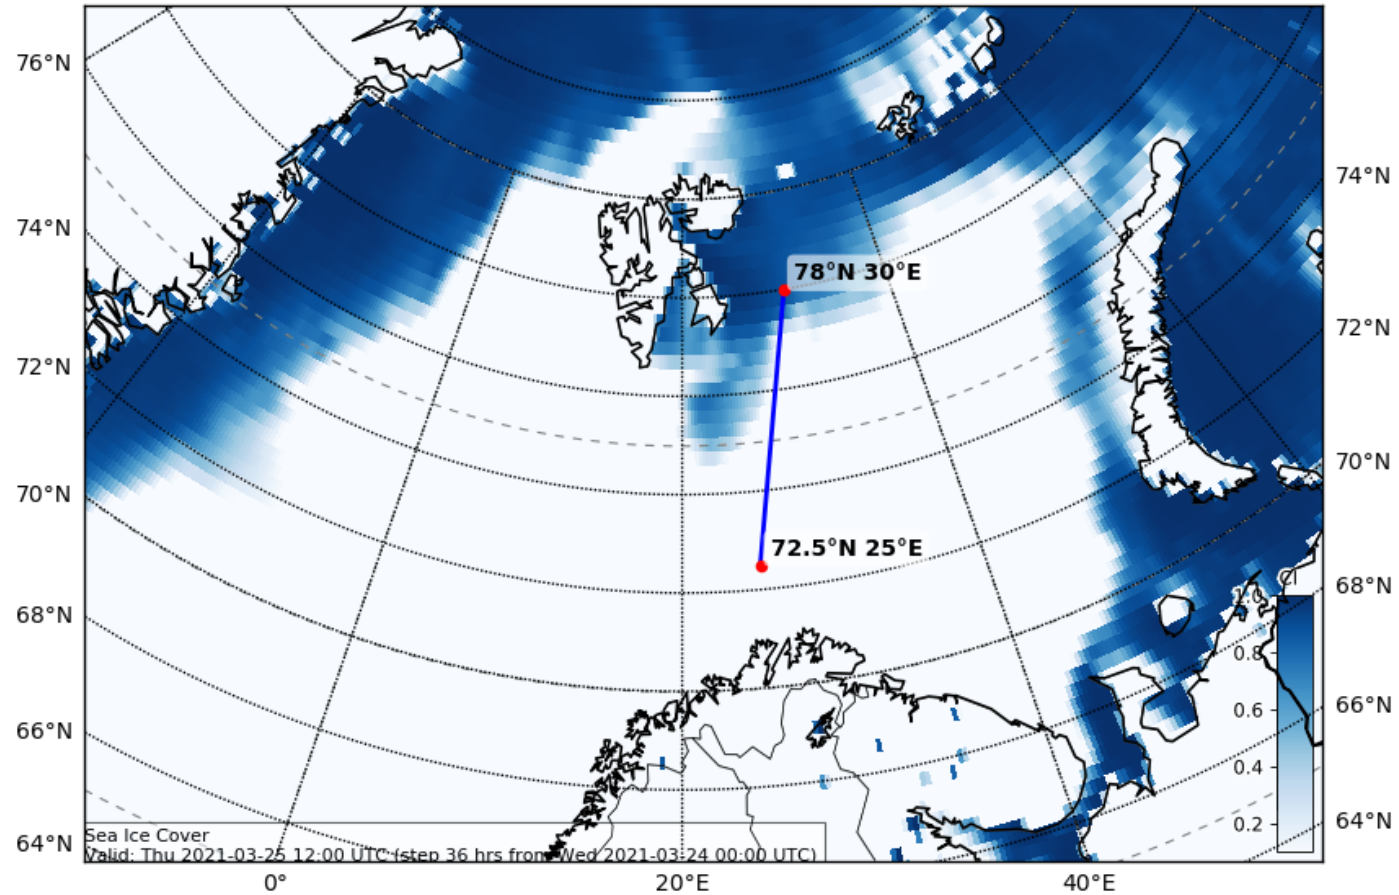 76°N
74°N
72°N
70°N
68°N
66°N
64°N
74°N
72°N
70°N
68°N
66°N
64°N
78°N 30°E
72.5°N 25°E
CI
1.0
0.8
0.6
0.4
0.2
Sea Ice Cover
Valid: Thu 2021-03-25 12:00 UTC (step 36 hrs from Wed 2021-03-24 00:00 UTC)
0°
20°E
40°E